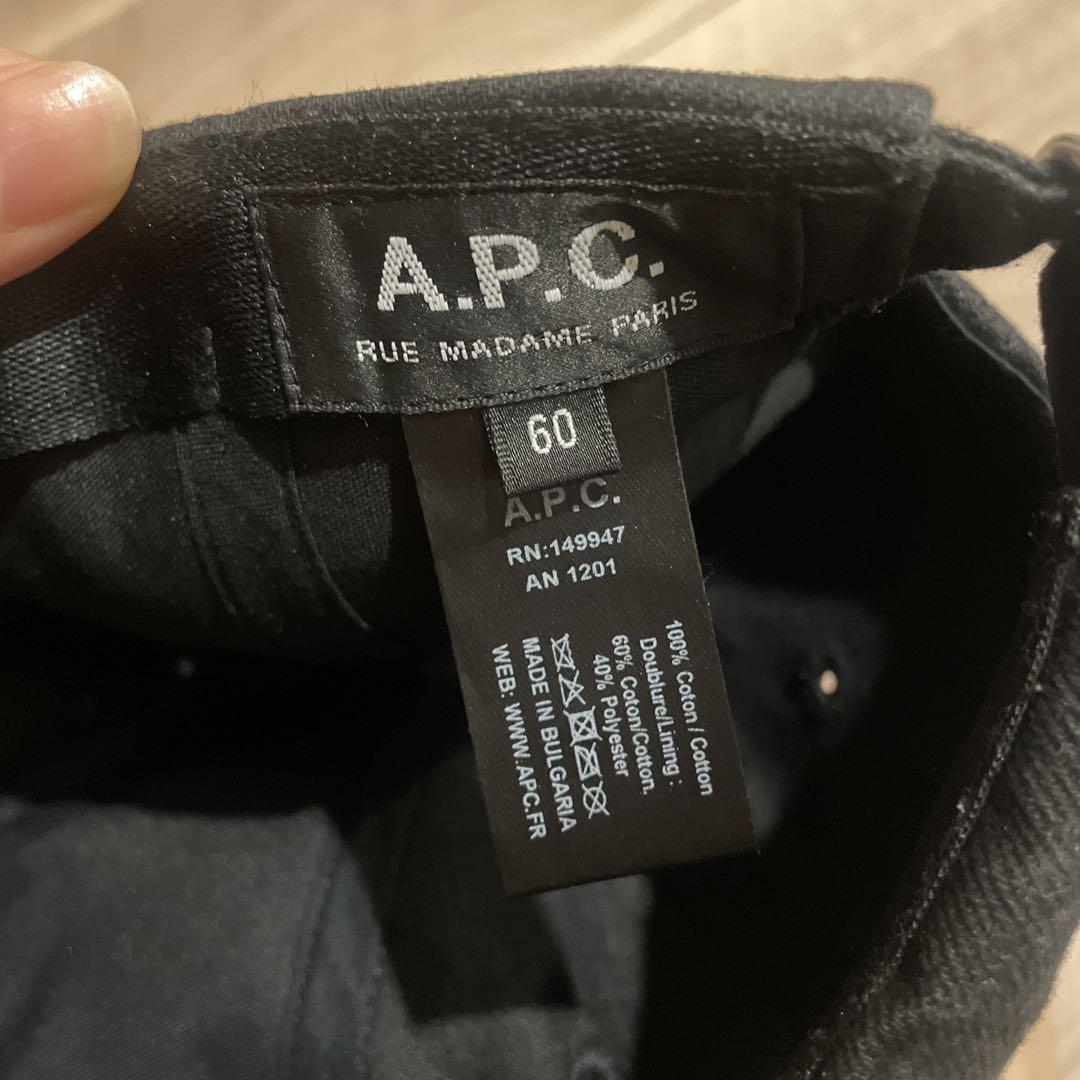 A.P.C.
RUE MADAME PARIS
60
A.P.C.
RN:149947
AN 1201
100% Coton / Cotton
Doublure/Lining :
60% Coton/Cotton.
40% Polyester
MADE IN BULGARIA
WEB: WWW.APC.FR